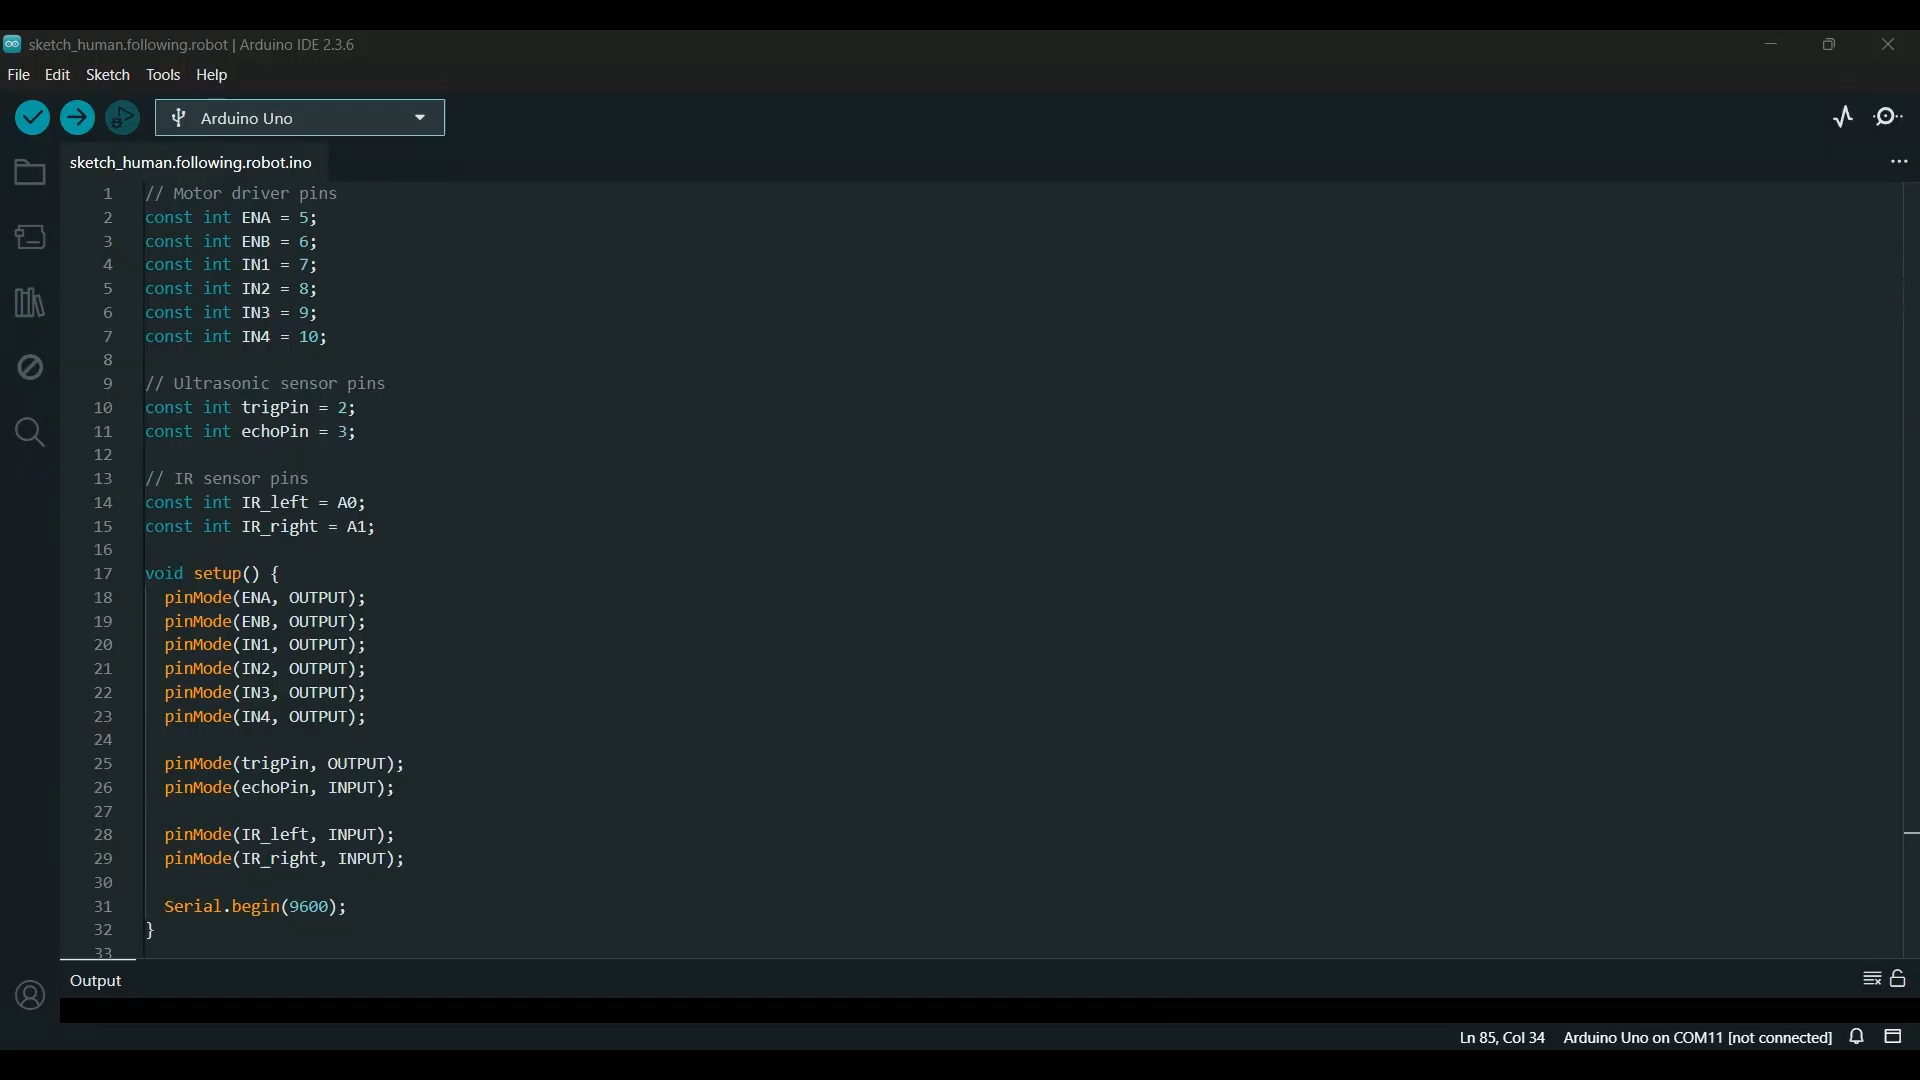 sketch_human.following.robot | Arduino IDE 2.3.6
File Edit Sketch Tools Help
Arduino Uno
sketch_human.following.robot.ino
1 // Motor driver pins
2 const int ENA = 5;
3 const int ENB = 6;
4 const int IN1 = 7;
5 const int IN2 = 8;
6 const int IN3 = 9;
7 const int IN4 = 10;
8
9 // Ultrasonic sensor pins
10 const int trigPin = 2;
11 const int echoPin = 3;
12
13 // IR sensor pins
14 const int IR_left = A0;
15 const int IR_right = A1;
16
17 void setup() {
18   pinMode(ENA, OUTPUT);
19   pinMode(ENB, OUTPUT);
20   pinMode(IN1, OUTPUT);
21   pinMode(IN2, OUTPUT);
22   pinMode(IN3, OUTPUT);
23   pinMode(IN4, OUTPUT);
24
25   pinMode(trigPin, OUTPUT);
26   pinMode(echoPin, INPUT);
27
28   pinMode(IR_left, INPUT);
29   pinMode(IR_right, INPUT);
30
31   Serial.begin(9600);
32 }
33
Output
Ln 85, Col 34 Arduino Uno on COM11 [not connected]